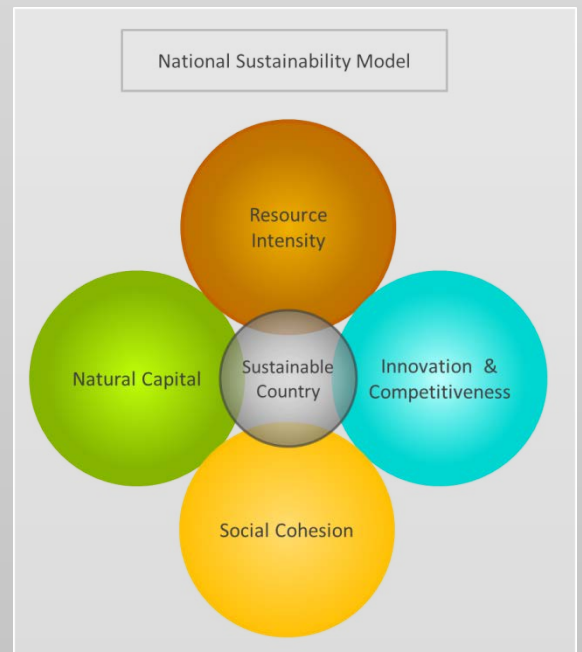 National Sustainability Model
Resource
Intensity
Natural Capital
Sustainable
Country
Innovation &
Competitiveness
Social Cohesion